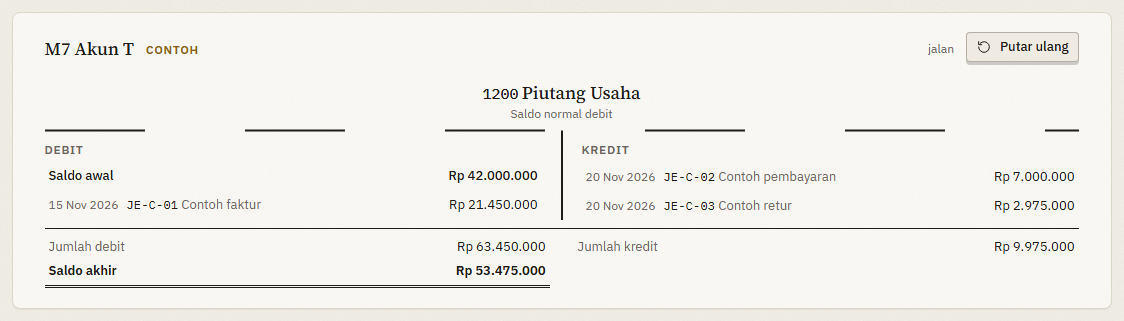 M7 Akun T CONTOH jalan Putar ulang
1200 Piutang Usaha
Saldo normal debit
DEBIT KREDIT
Saldo awal Rp 42.000.000 20 Nov 2026 JE-C-02 Contoh pembayaran Rp 7.000.000
15 Nov 2026 JE-C-01 Contoh faktur Rp 21.450.000 20 Nov 2026 JE-C-03 Contoh retur Rp 2.975.000
Jumlah debit Rp 63.450.000 Jumlah kredit Rp 9.975.000
Saldo akhir Rp 53.475.000